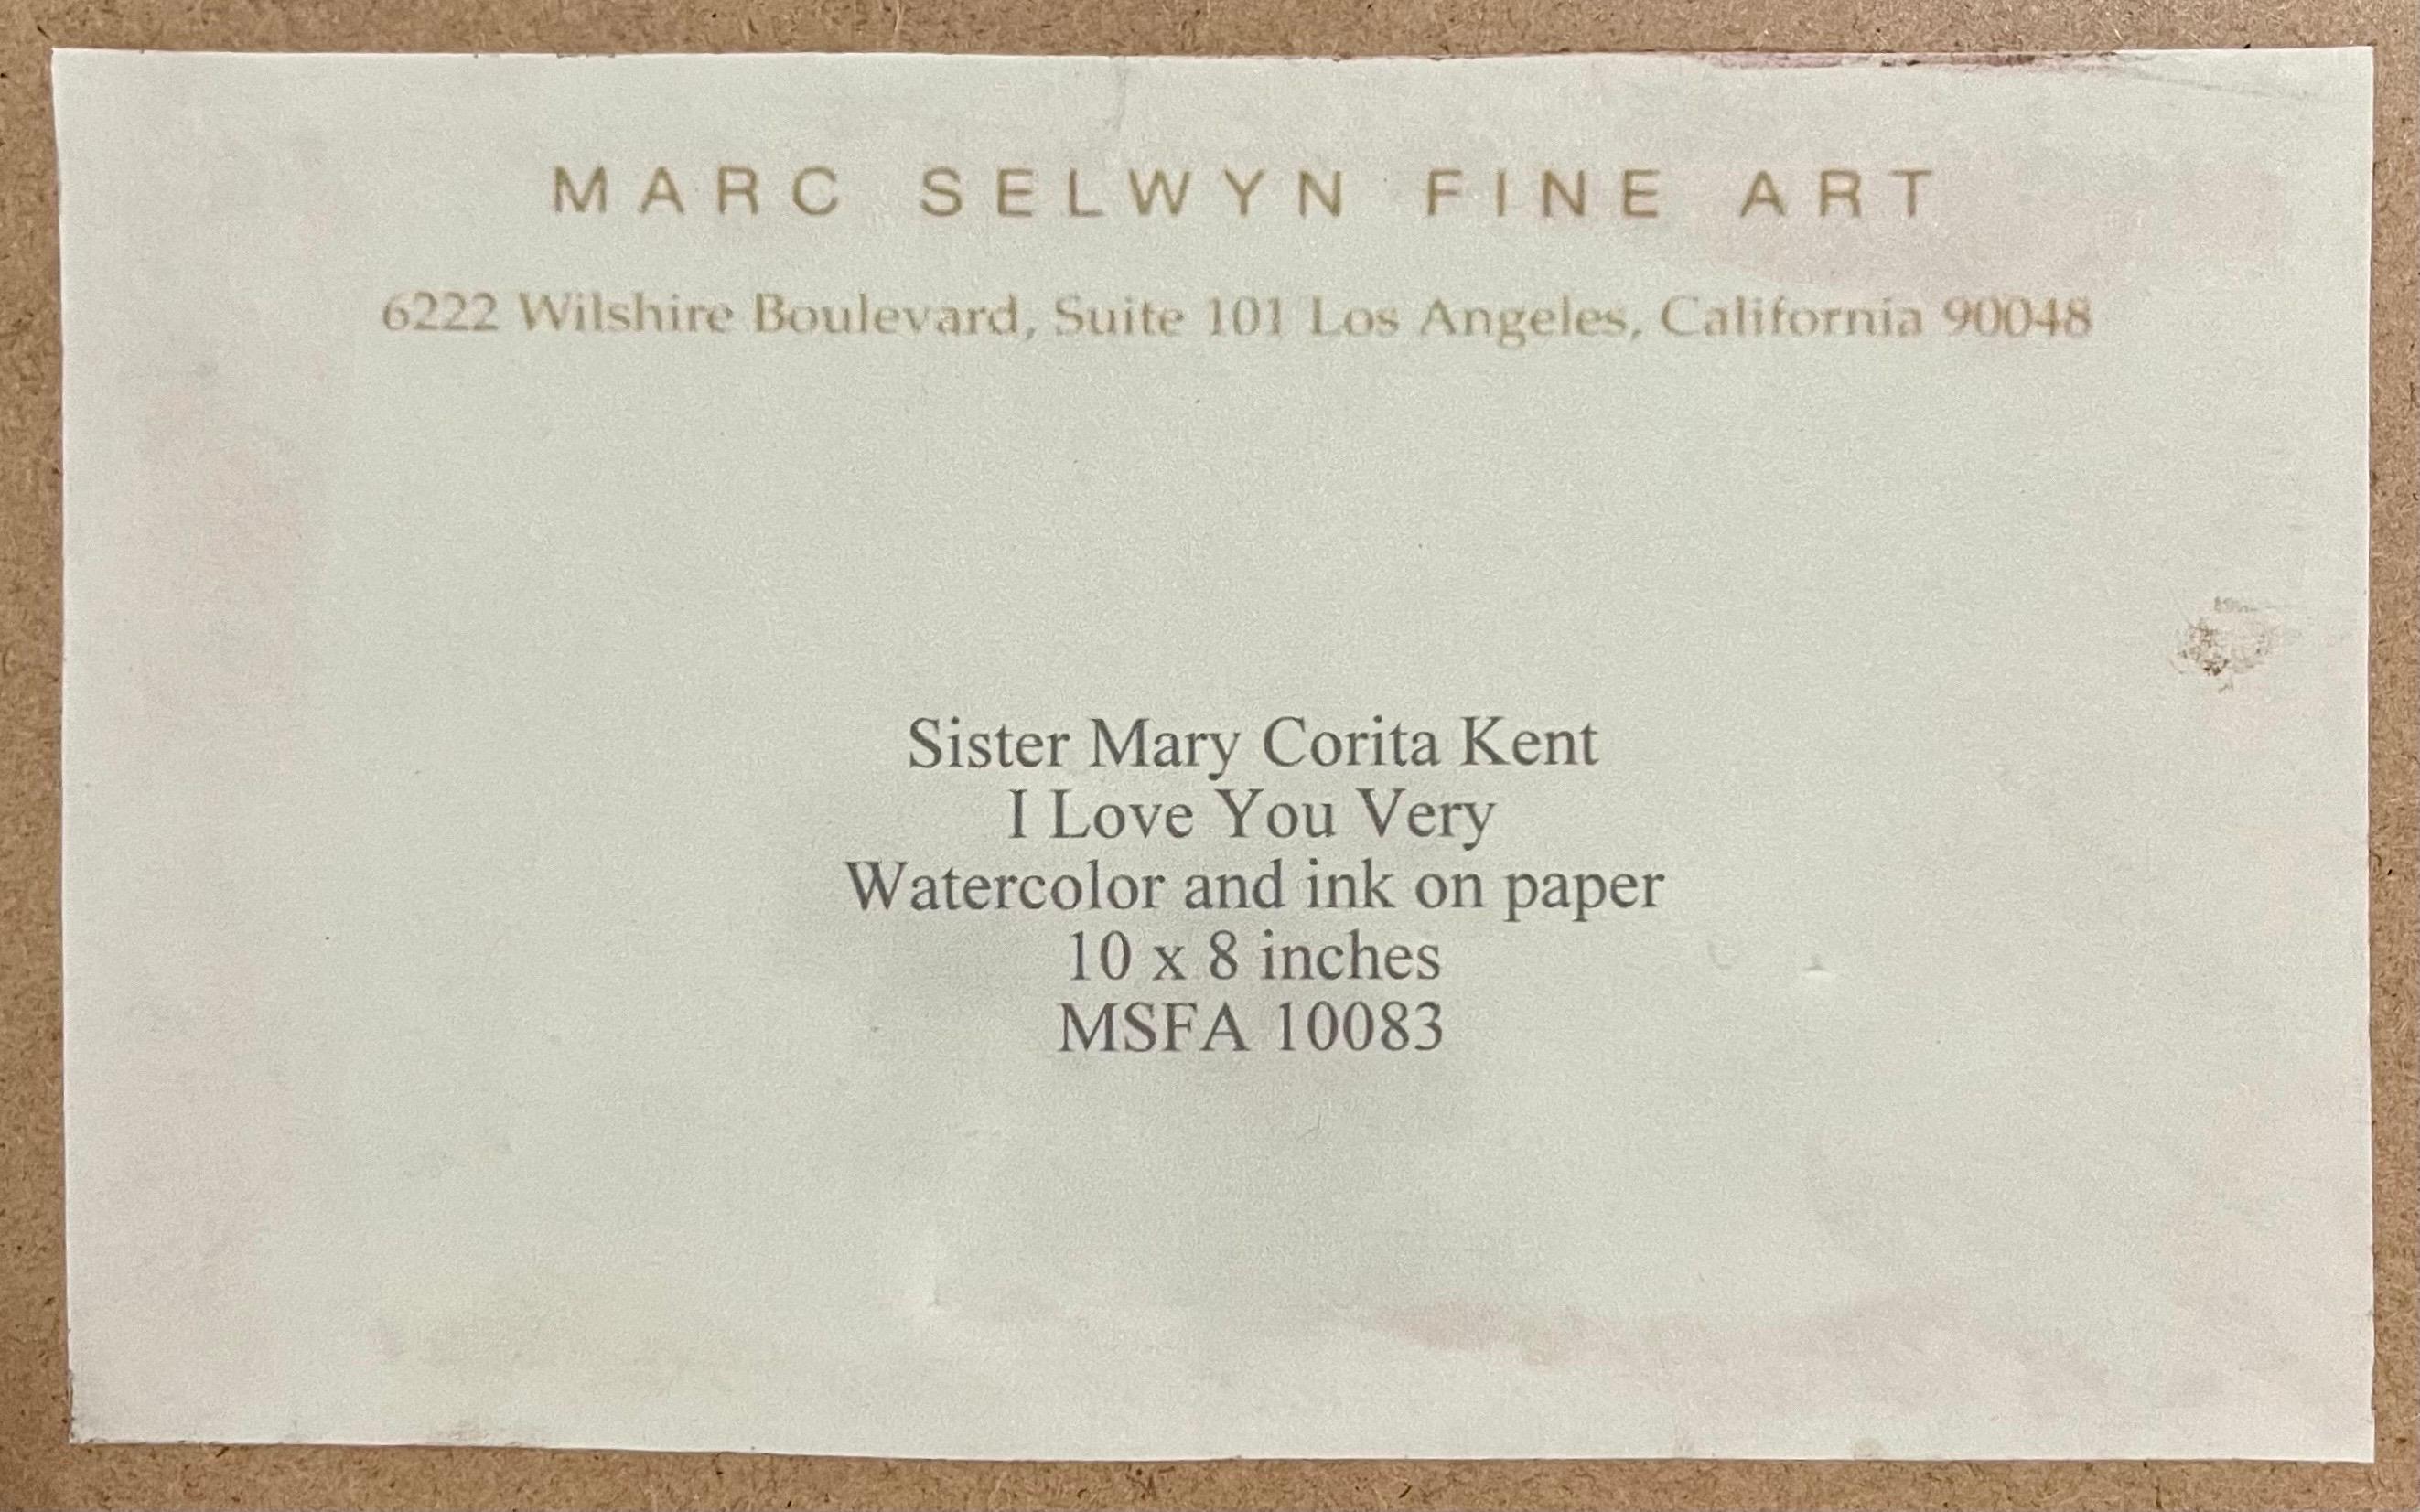 MARC SELWYN FINE ART
6222 Wilshire Boulevard, Suite 101 Los Angeles, California 90048
Sister Mary Corita Kent
I Love You Very
Watercolor and ink on paper
10 x 8 inches
MSFA 10083